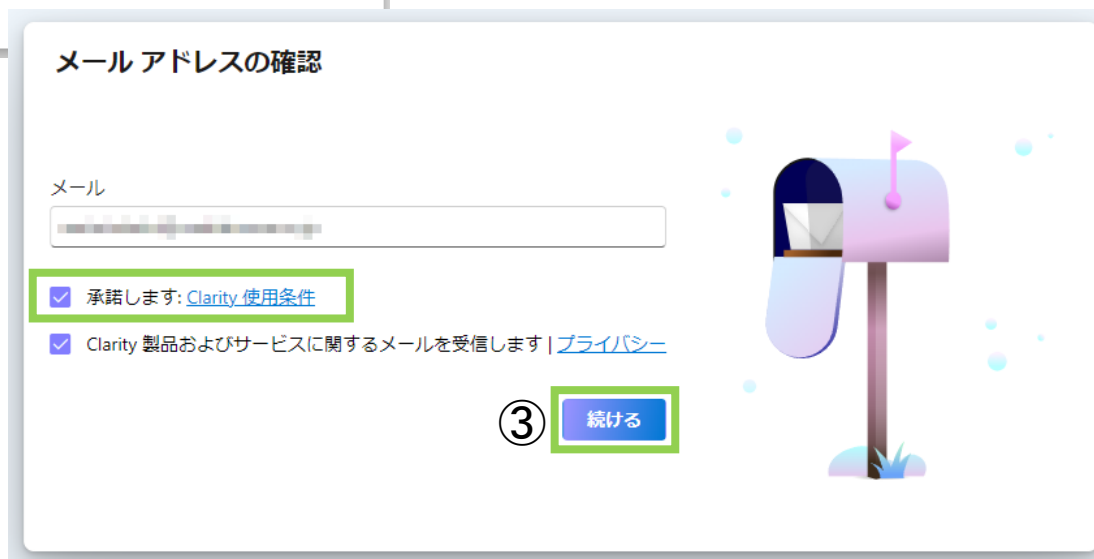 メール アドレスの確認
メール
承諾します: Clarity 使用条件
Clarity 製品およびサービスに関するメールを受信します | プライバシー
③ 続ける